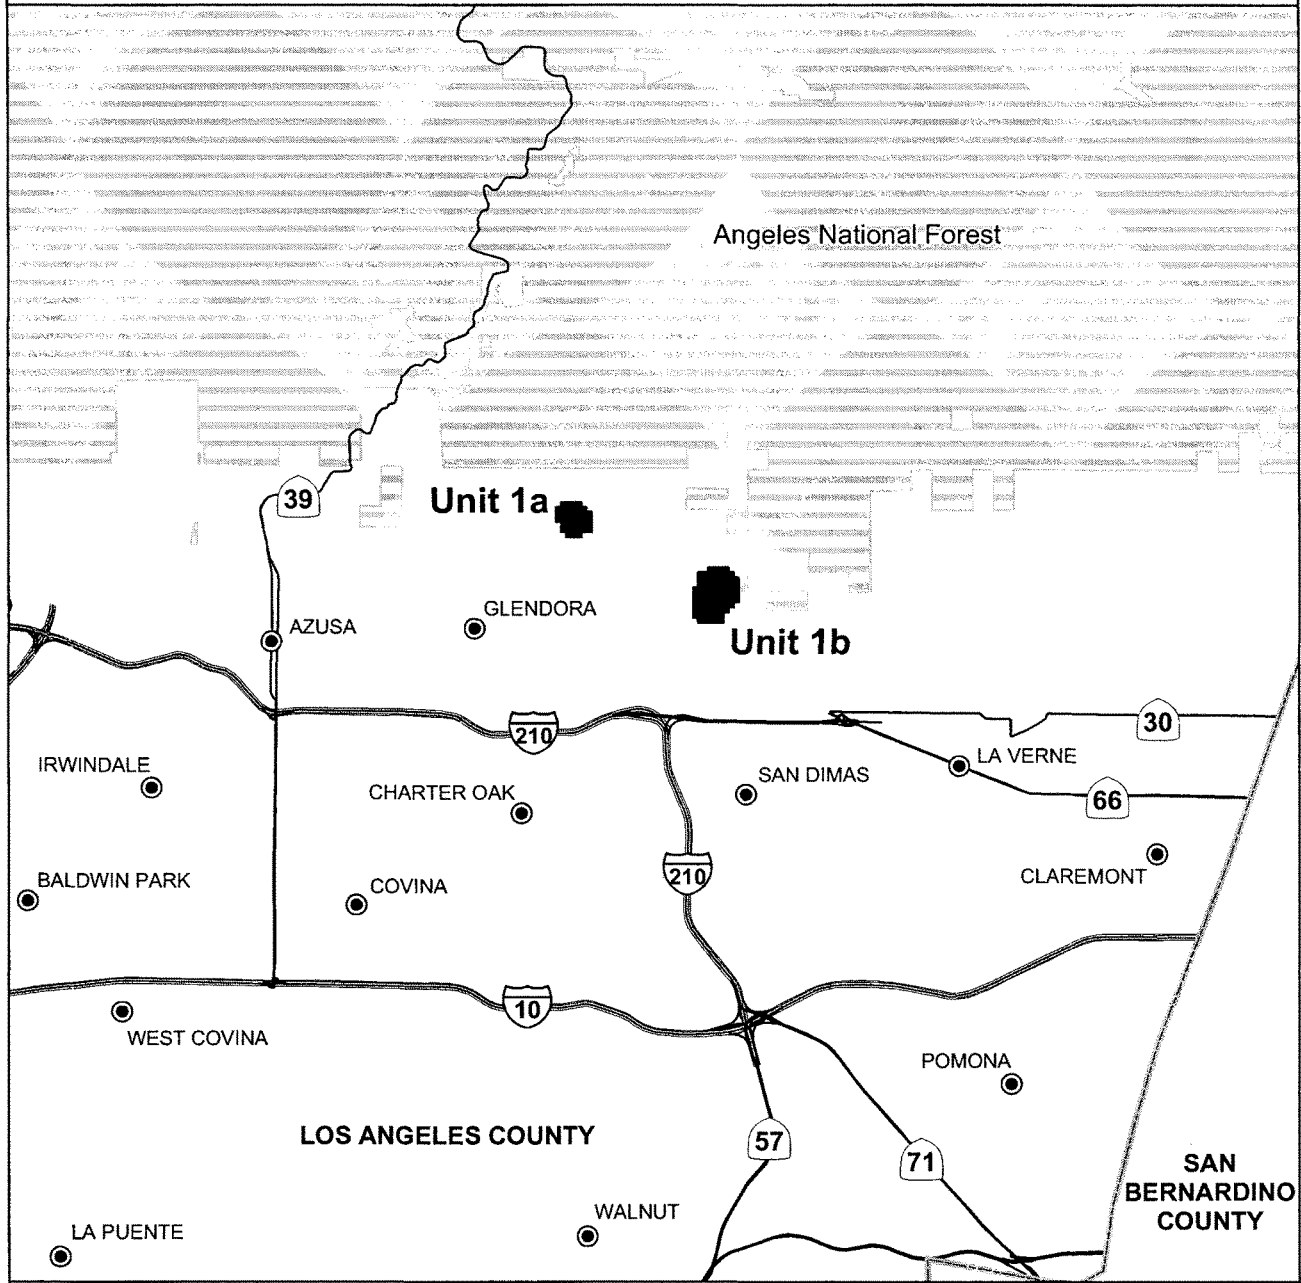 Angeles National Forest
39
Unit 1a
Unit 1b
GLENDORA
AZUSA
210
30
IRWINDALE
LA VERNE
SAN DIMAS
CHARTER OAK
66
210
CLAREMONT
BALDWIN PARK
COVINA
10
WEST COVINA
POMONA
LOS ANGELES COUNTY
57
71
SAN
BERNARDINO
COUNTY
WALNUT
LA PUENTE